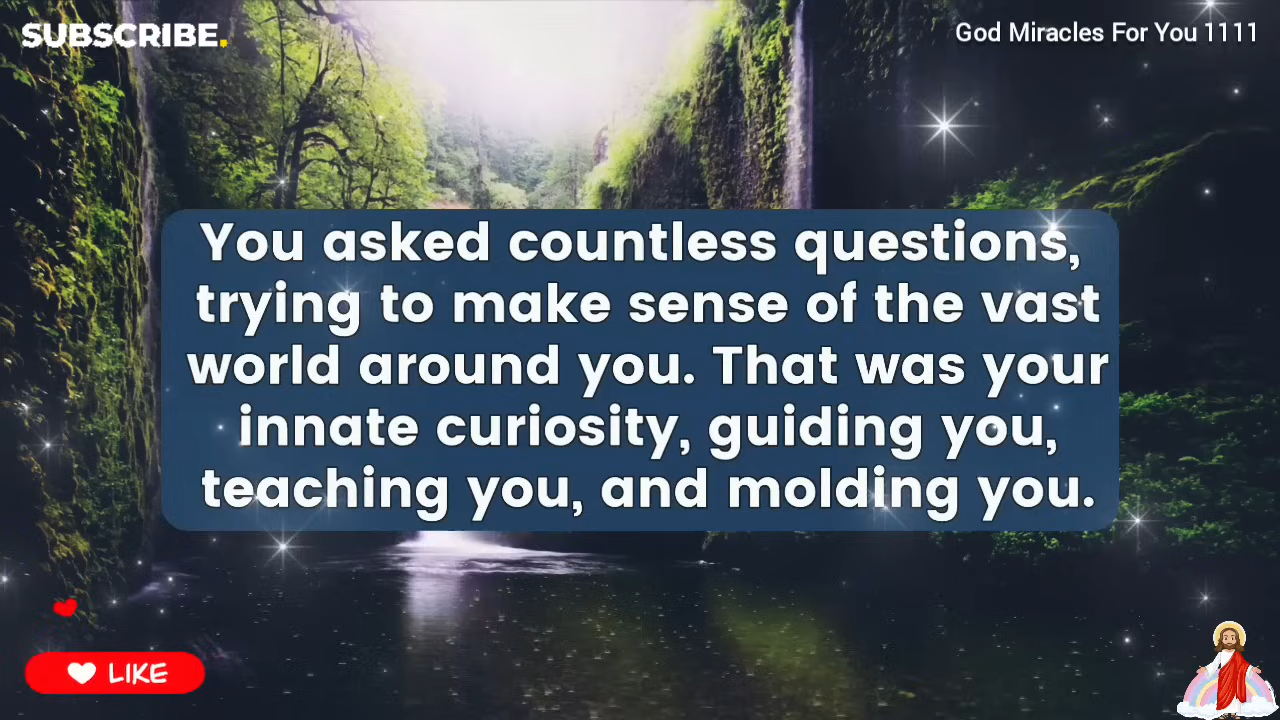 SUBSCRIBE.
God Miracles For You 1111
You asked countless questions,
trying to make sense of the vast
world around you. That was your
innate curiosity, guiding you,
teaching you, and molding you.
LIKE